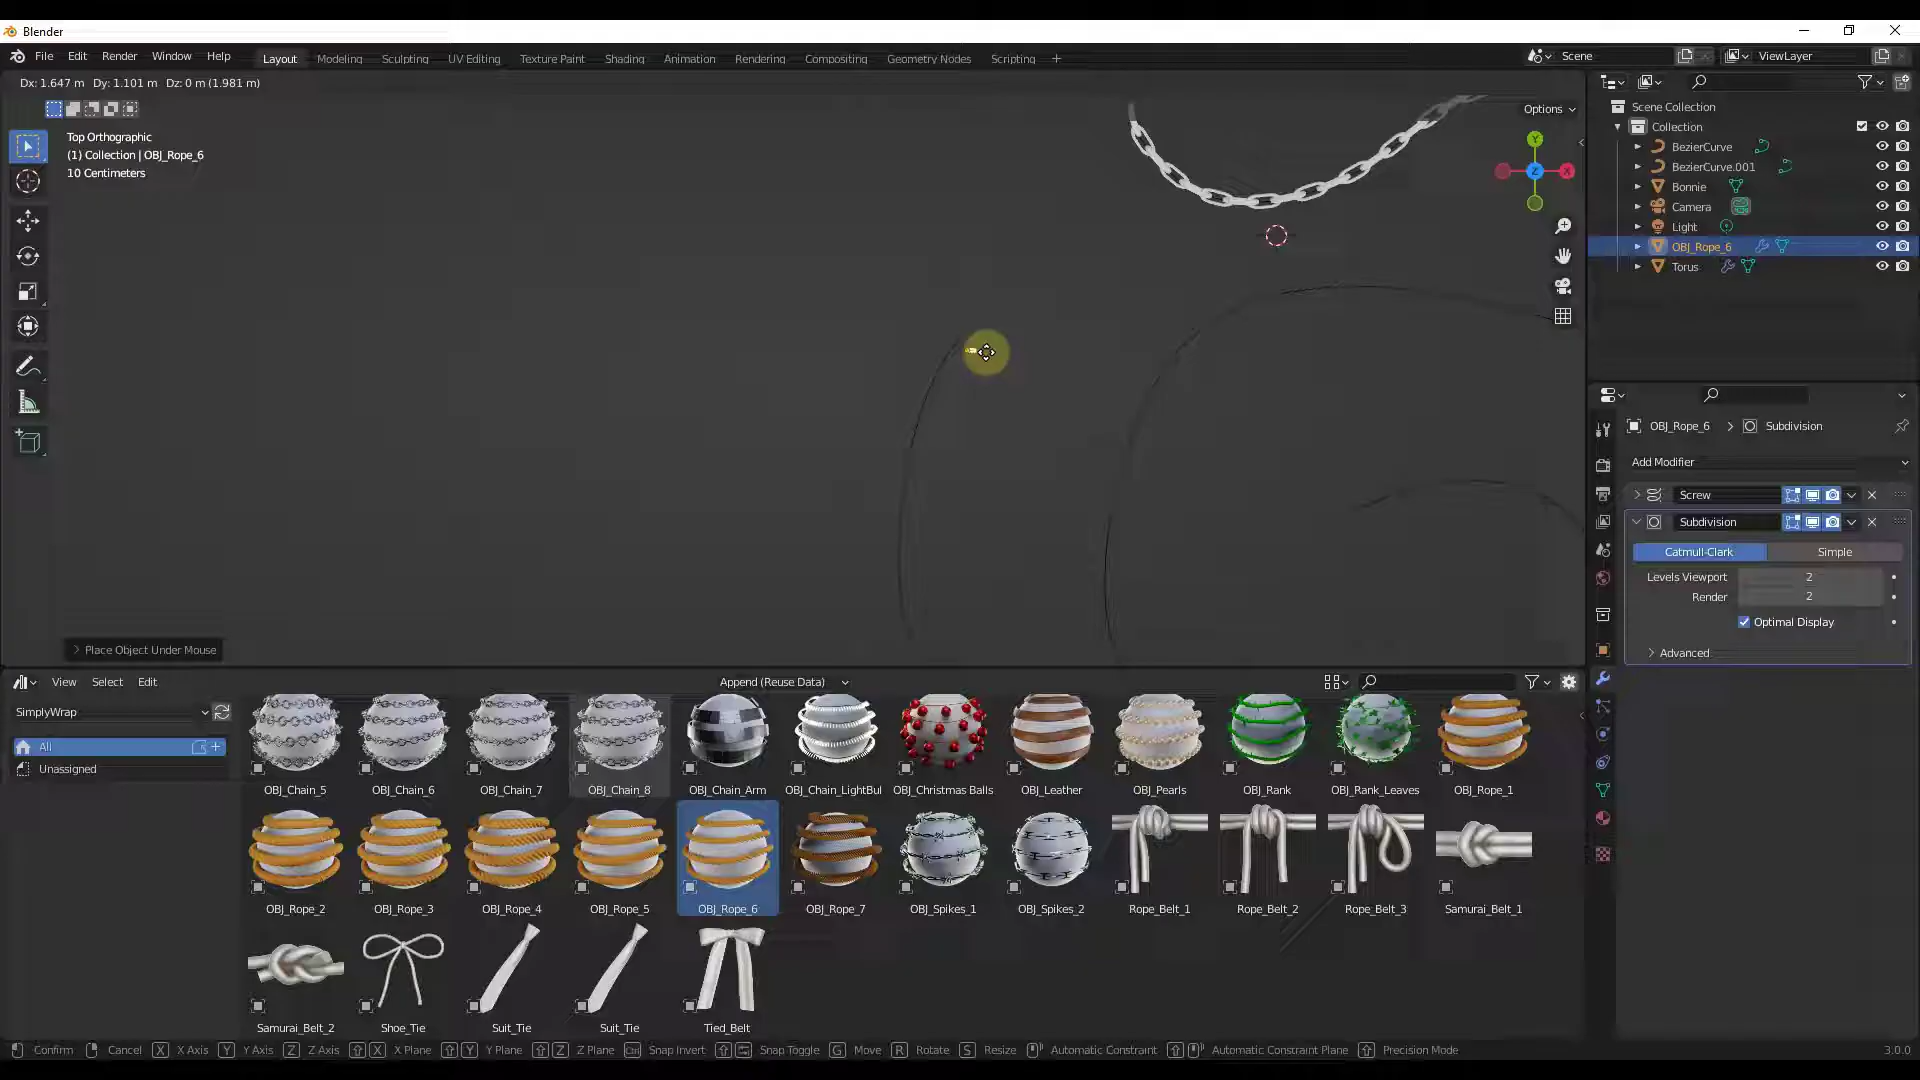 Blender
File Edit Render Window Help
Layout Modeling Sculpting UV Editing Texture Paint Shading Animation Rendering Compositing Geometry Nodes Scripting +
Scene
ViewLayer
Dx: 1.647 m Dy: 1.101 m Dz: 0 m (1.981 m)
Options
Top Orthographic
(1) Collection | OBJ_Rope_6
10 Centimeters
Y
X
Z
Scene Collection
Collection
BezierCurve
BezierCurve.001
Bonnie
Camera
Light
OBJ_Rope_6
Torus
OBJ_Rope_6 > Subdivision
Add Modifier
Screw
Subdivision
Catmull-Clark Simple
Levels Viewport 2
Render 2
Optimal Display
> Advanced
> Place Object Under Mouse
View Select Edit
Append (Reuse Data)
SimplyWrap
All
Unassigned
OBJ_Chain_5 OBJ_Chain_6 OBJ_Chain_7 OBJ_Chain_8 OBJ_Chain_Arm OBJ_Chain_LightBul OBJ_Christmas Balls OBJ_Leather OBJ_Pearls OBJ_Rank OBJ_Rank_Leaves OBJ_Rope_1
OBJ_Rope_2 OBJ_Rope_3 OBJ_Rope_4 OBJ_Rope_5 OBJ_Rope_6 OBJ_Rope_7 OBJ_Spikes_1 OBJ_Spikes_2 Rope_Belt_1 Rope_Belt_2 Rope_Belt_3 Samurai_Belt_1
Samurai_Belt_2 Shoe_Tie Suit_Tie Suit_Tie Tied_Belt
Confirm Cancel X X Axis Y Y Axis Z Z Axis X X Plane Y Y Plane Z Z Plane Ctrl Snap Invert Snap Toggle G Move R Rotate S Resize Automatic Constraint Automatic Constraint Plane Precision Mode
3.0.0